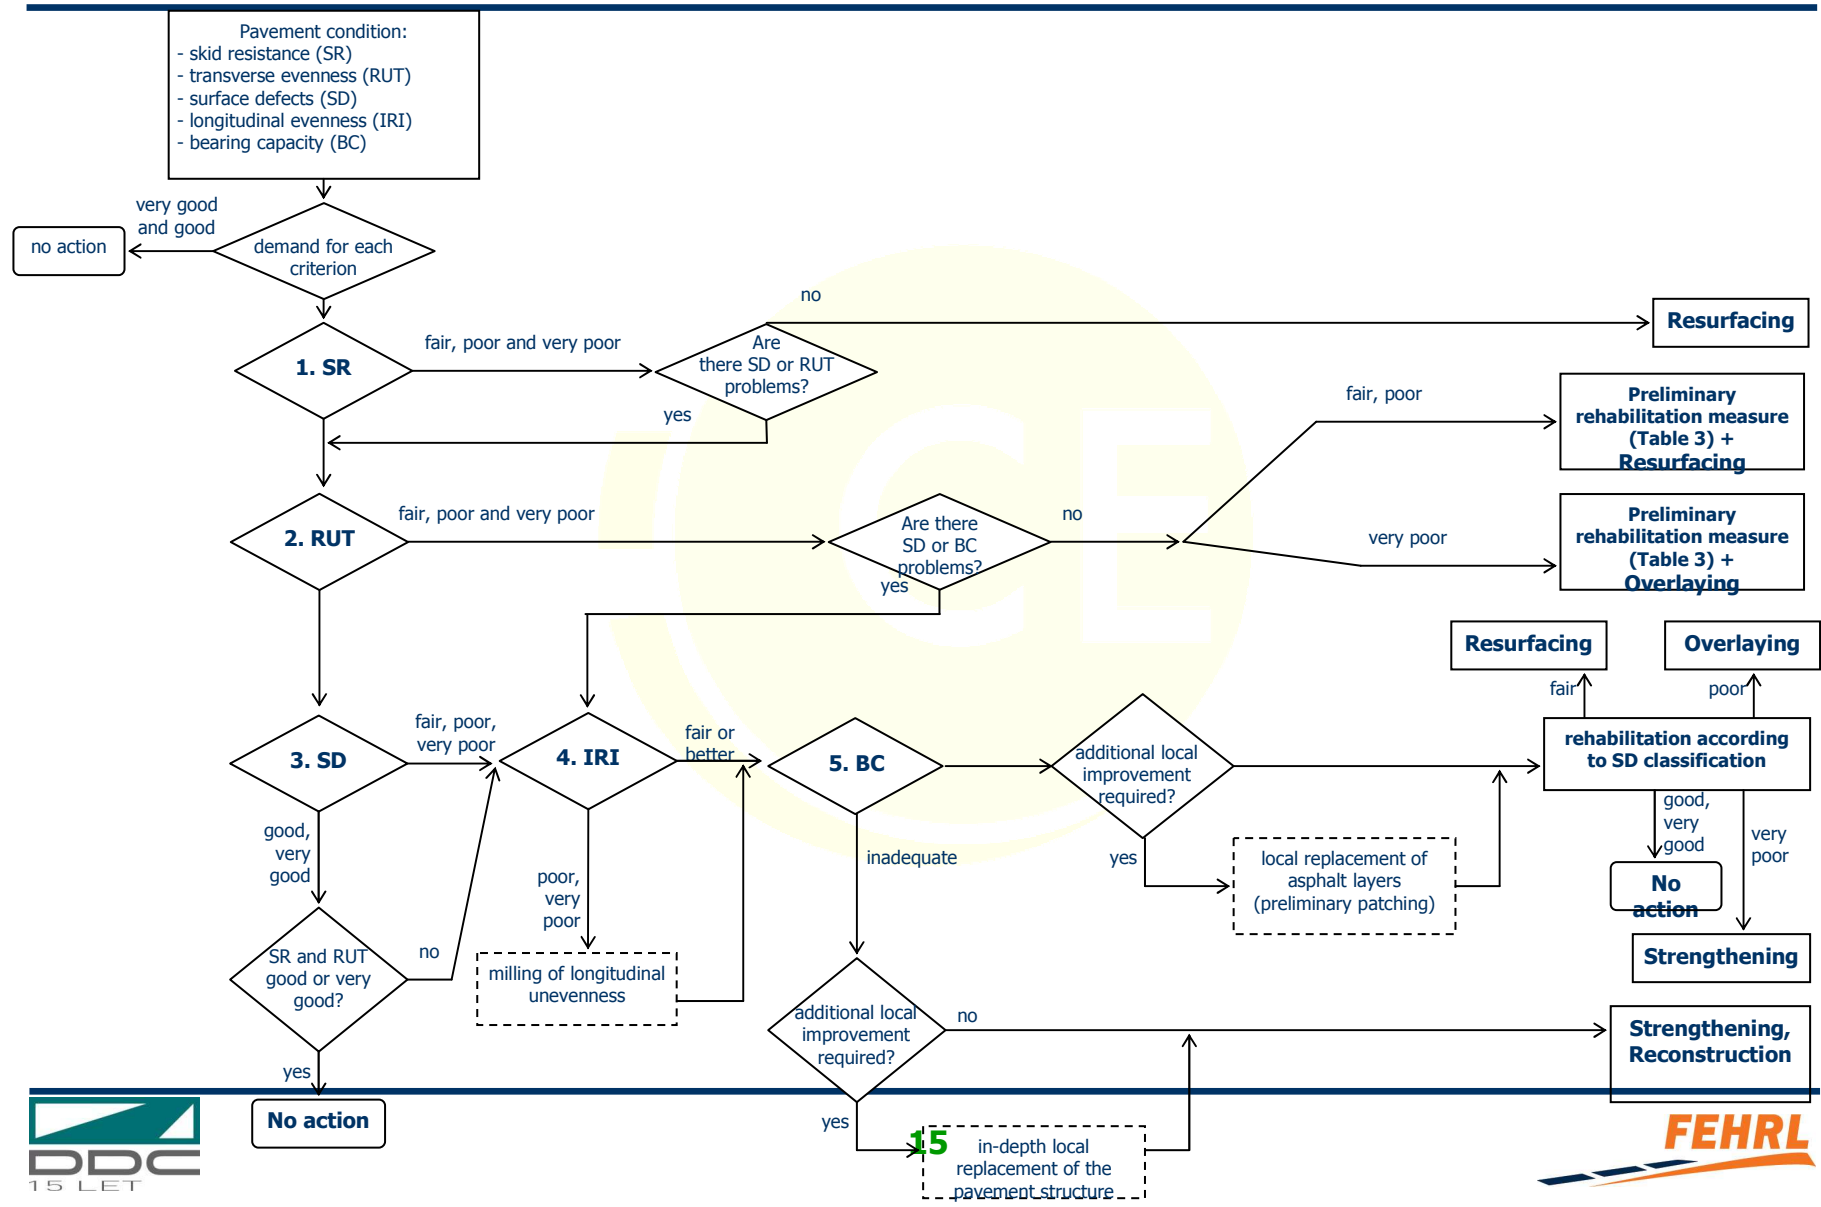 Pavement condition:
- skid resistance (SR)
- transverse evenness (RUT)
- surface defects (SD)
- longitudinal evenness (IRI)
- bearing capacity (BC)
very good
and good
no action
demand for each
criterion
no
Resurfacing
1. SR
fair, poor and very poor
Are
there SD or RUT
problems?
yes
fair, poor
Preliminary
rehabilitation measure
(Table 3) +
Resurfacing
2. RUT
fair, poor and very poor
Are there
SD or BC
problems?
no
yes
very poor
Preliminary
rehabilitation measure
(Table 3) +
Overlaying
Resurfacing
Overlaying
fair
poor
3. SD
fair, poor,
very poor
4. IRI
fair or
better
5. BC
additional local
improvement
required?
rehabilitation according
to SD classification
good,
very
good
poor,
very
poor
inadequate
yes
local replacement of
asphalt layers
(preliminary patching)
good,
very
good
very
poor
No
action
Strengthening
SR and RUT
good or very
good?
no
milling of longitudinal
unevenness
additional local
improvement
required?
no
Strengthening,
Reconstruction
yes
No action
yes
15
in-depth local
replacement of the
pavement structure
CE
DDC
15 LET
FEHRL